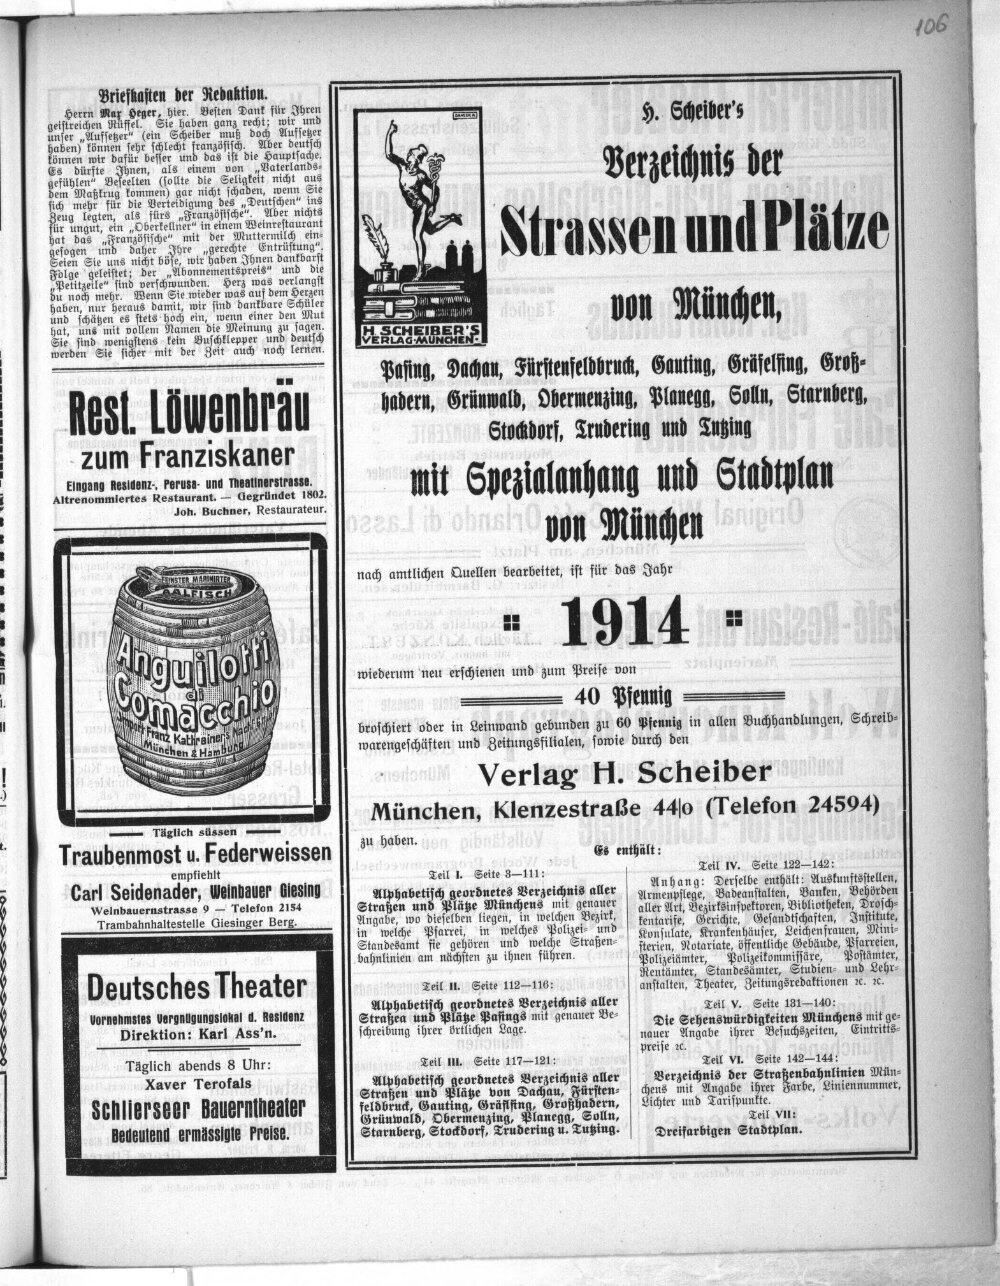 106
Briefkasten der Redaktion.
Herrn Max Heger, hier. Besten Dank für Ihren
geistreichen Rüffel. Sie haben ganz recht; wir und
unser „Aufsetzer" (ein Scheiber muß doch Aufsetzer
haben) können sehr schlecht französisch. Aber deutsch
können wir dafür besser und das ist die Hauptsache.
Es dürfte Ihnen, als einem von „Vaterlands-
gefühlen" Beseelten (sollte die Seligkeit nicht aus
dem Maßkrug kommen) gar nicht schaden, wenn Sie
sich mehr für die Verteidigung des „Deutschen" ins
Zeug legten, als fürs „Französische". Aber nichts
für ungut, ein „Oberkellner" in einem Weinrestaurant
hat das „Französische" mit der Muttermilch ein-
gesogen und daher Ihre „gerechte Entrüstung".
Seien Sie uns nicht böse, wir haben Ihnen dankbarst
Folge geleistet; der „Abonnementspreis" und die
„Petitzeile" sind verschwunden. Herz was verlangst
du noch mehr. Wenn Sie wieder was auf dem Herzen
haben, nur heraus damit, wir sind dankbare Schüler
und schätzen es stets hoch ein, wenn einer den Mut
hat, uns mit vollem Namen die Meinung zu sagen.
Sie sind wenigstens kein Buschklepper und deutsch
werden Sie sicher mit der Zeit auch noch lernen.
Rest. Löwenbräu
zum Franziskaner
Eingang Residenz-, Perusa- und Theatinerstrasse.
Altrenommiertes Restaurant. — Gegründet 1802.
Joh. Buchner, Restaurateur.
FEINSTER MARINIRTER
AALFISCH
Anguilotti
di
Comacchio
Import Franz Kathreiner's Nachf. G.m.b.H.
München & Hamburg
Täglich süssen
Traubenmost u. Federweissen
empfiehlt
Carl Seidenader, Weinbauer Giesing
Weinbauernstrasse 9 — Telefon 2154
Trambahnhaltestelle Giesinger Berg.
Deutsches Theater
Vornehmstes Vergnügungslokal d. Residenz
Direktion: Karl Ass'n.
Täglich abends 8 Uhr:
Xaver Terofals
Schlierseer Bauerntheater
Bedeutend ermässigte Preise.
H. SCHEIBER'S
VERLAG-MÜNCHEN.
H. Scheiber's
Verzeichnis der
Strassen und Plätze
von München,
Pasing, Dachau, Fürstenfeldbruck, Gauting, Gräfelfing, Groß-
hadern, Grünwald, Obermenzing, Planegg, Solln, Starnberg,
Stockdorf, Trudering und Tutzing
mit Spezialanhang und Stadtplan
von München
nach amtlichen Quellen bearbeitet, ist für das Jahr
1914
wiederum neu erschienen und zum Preise von
40 Pfennig
broschiert oder in Leinwand gebunden zu 60 Pfennig in allen Buchhandlungen, Schreib-
warengeschäften und Zeitungsfilialen, sowie durch den
Verlag H. Scheiber
München, Klenzestraße 44|0 (Telefon 24594)
zu haben.
Es enthält:
Teil I. Seite 3—111:
Alphabetisch geordnetes Verzeichnis aller
Straßen und Plätze Münchens mit genauer
Angabe, wo dieselben liegen, in welchen Bezirk,
in welche Pfarrei, in welches Polizei- und
Standesamt sie gehören und welche Straßen-
bahnlinien am nächsten zu ihnen führen.
Teil II. Seite 112—116:
Alphabetisch geordnetes Verzeichnis aller
Straßen und Plätze Pasings mit genauer Be-
schreibung ihrer örtlichen Lage.
Teil III. Seite 117—121:
Alphabetisch geordnetes Verzeichnis aller
Straßen und Plätze von Dachau, Fürsten-
feldbruck, Gauting, Gräflfing, Großhadern,
Grünwald, Obermenzing, Planegg, Solln,
Starnberg, Stockdorf, Trudering u. Tutzing.
Teil IV. Seite 122—142:
Anhang: Derselbe enthält: Auskunftsstellen,
Armenpflege, Badeanstalten, Banken, Behörden
aller Art, Bezirksinspektoren, Bibliotheken, Drosch-
kentarife, Gerichte, Gesandtschaften, Institute,
Konsulate, Krankenhäuser, Leichenfrauen, Mini-
sterien, Notariate, öffentliche Gebäude, Pfarreien,
Polizeiämter, Polizeikommissäre, Postämter,
Rentämter, Standesämter, Studien- und Lehr-
anstalten, Theater, Zeitungsredaktionen ꝛc. ꝛc.
Teil V. Seite 131—140:
Die Sehenswürdigkeiten Münchens mit ge-
nauer Angabe ihrer Besuchszeiten, Eintritts-
preise ꝛc.
Teil VI. Seite 142—144:
Verzeichnis der Straßenbahnlinien Mün-
chens mit Angabe ihrer Farbe, Liniennummer,
Lichter und Tarifpunkte.
Teil VII:
Dreifarbigen Stadtplan.